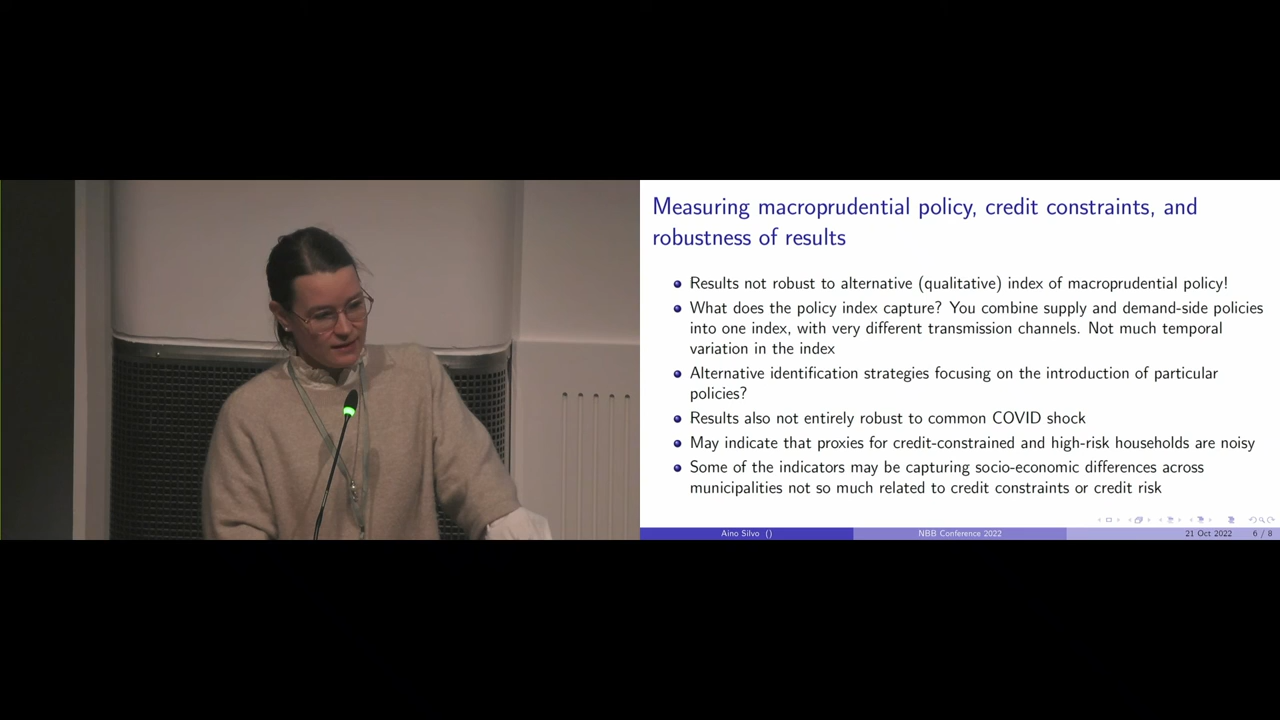 Measuring macroprudential policy, credit constraints, and
robustness of results
Results not robust to alternative (qualitative) index of macroprudential policy!
What does the policy index capture? You combine supply and demand-side policies
into one index, with very different transmission channels. Not much temporal
variation in the index
Alternative identification strategies focusing on the introduction of particular
policies?
Results also not entirely robust to common COVID shock
May indicate that proxies for credit-constrained and high-risk households are noisy
Some of the indicators may be capturing socio-economic differences across
municipalities not so much related to credit constraints or credit risk
Aino Silvo ()
NBB Conference 2022
21 Oct 2022
6 / 8